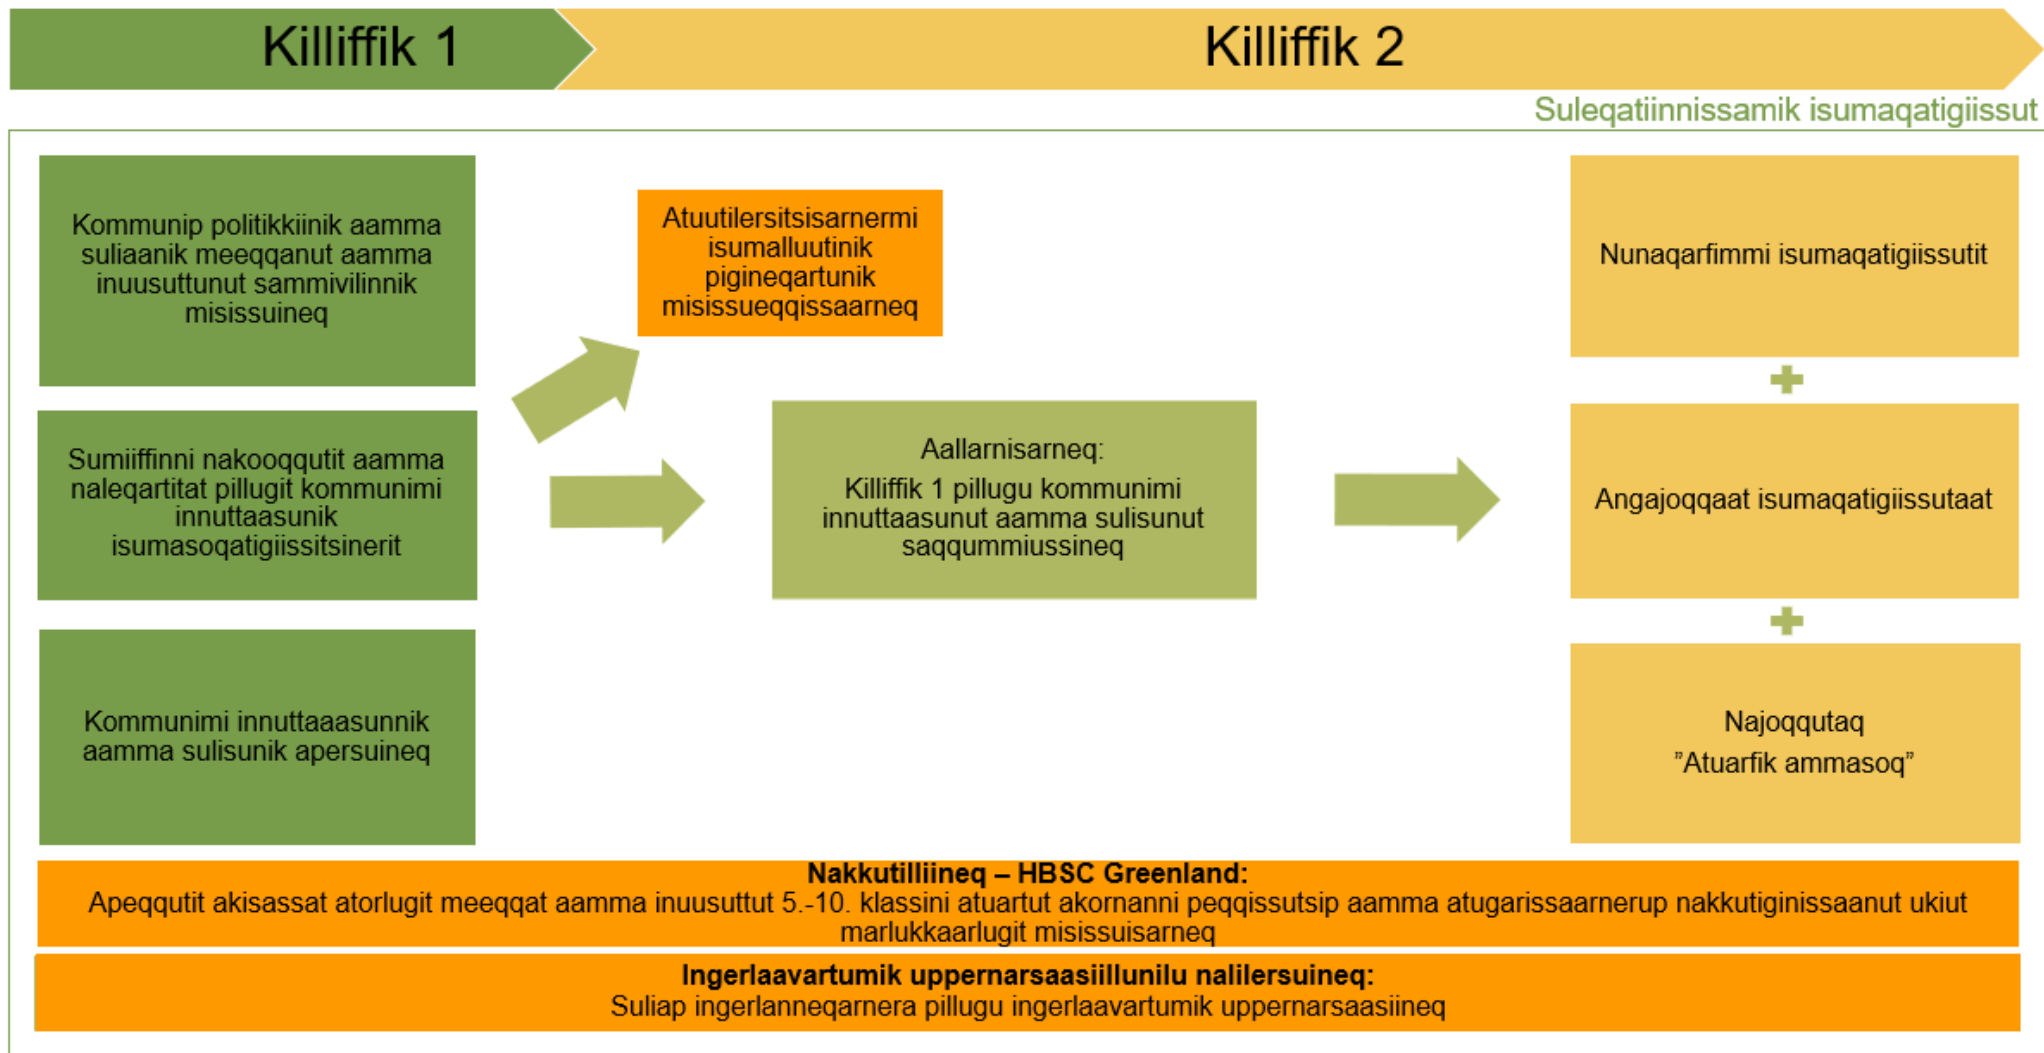 Killiffik 1
Killiffik 2
Suleqatiinnissamik isumaqatigiissut
Kommunip politikkiinik aamma
suliaanik meeqqanut aamma
inuusuttunut sammivilinnik
misissuineq
Sumiiffinni nakooqqutit aamma
naleqartitat pillugit kommunimi
innuttaasunik
isumasoqatigiissitsinerit
Kommunimi innuttaaasunnik
aamma sulisunik apersuineq
Atuutilersitsisarnermi
isumalluutinik
pigineqartunik
misissueqqissaarneq
Aallarnisarneq:
Killiffik 1 pillugu kommunimi
innuttaasunut aamma sulisunut
saqqummiussineq
Nunaqarfimmi isumaqatigiissutit
Angajoqqaat isumaqatigiissutaat
Najoqqutaq
”Atuarfik ammasoq”
Nakkutilliineq – HBSC Greenland:
Apeqqutit akisassat atorlugit meeqqat aamma inuusuttut 5.-10. klassini atuartut akornanni peqqissutsip aamma atugarissaarnerup nakkutiginissaanut ukiut
marlukkaarlugit misissuisarneq
Ingerlaavartumik uppernarsaasiillunilu nalilersuineq:
Suliap ingerlanneqarnera pillugu ingerlaavartumik uppernarsaasiineq